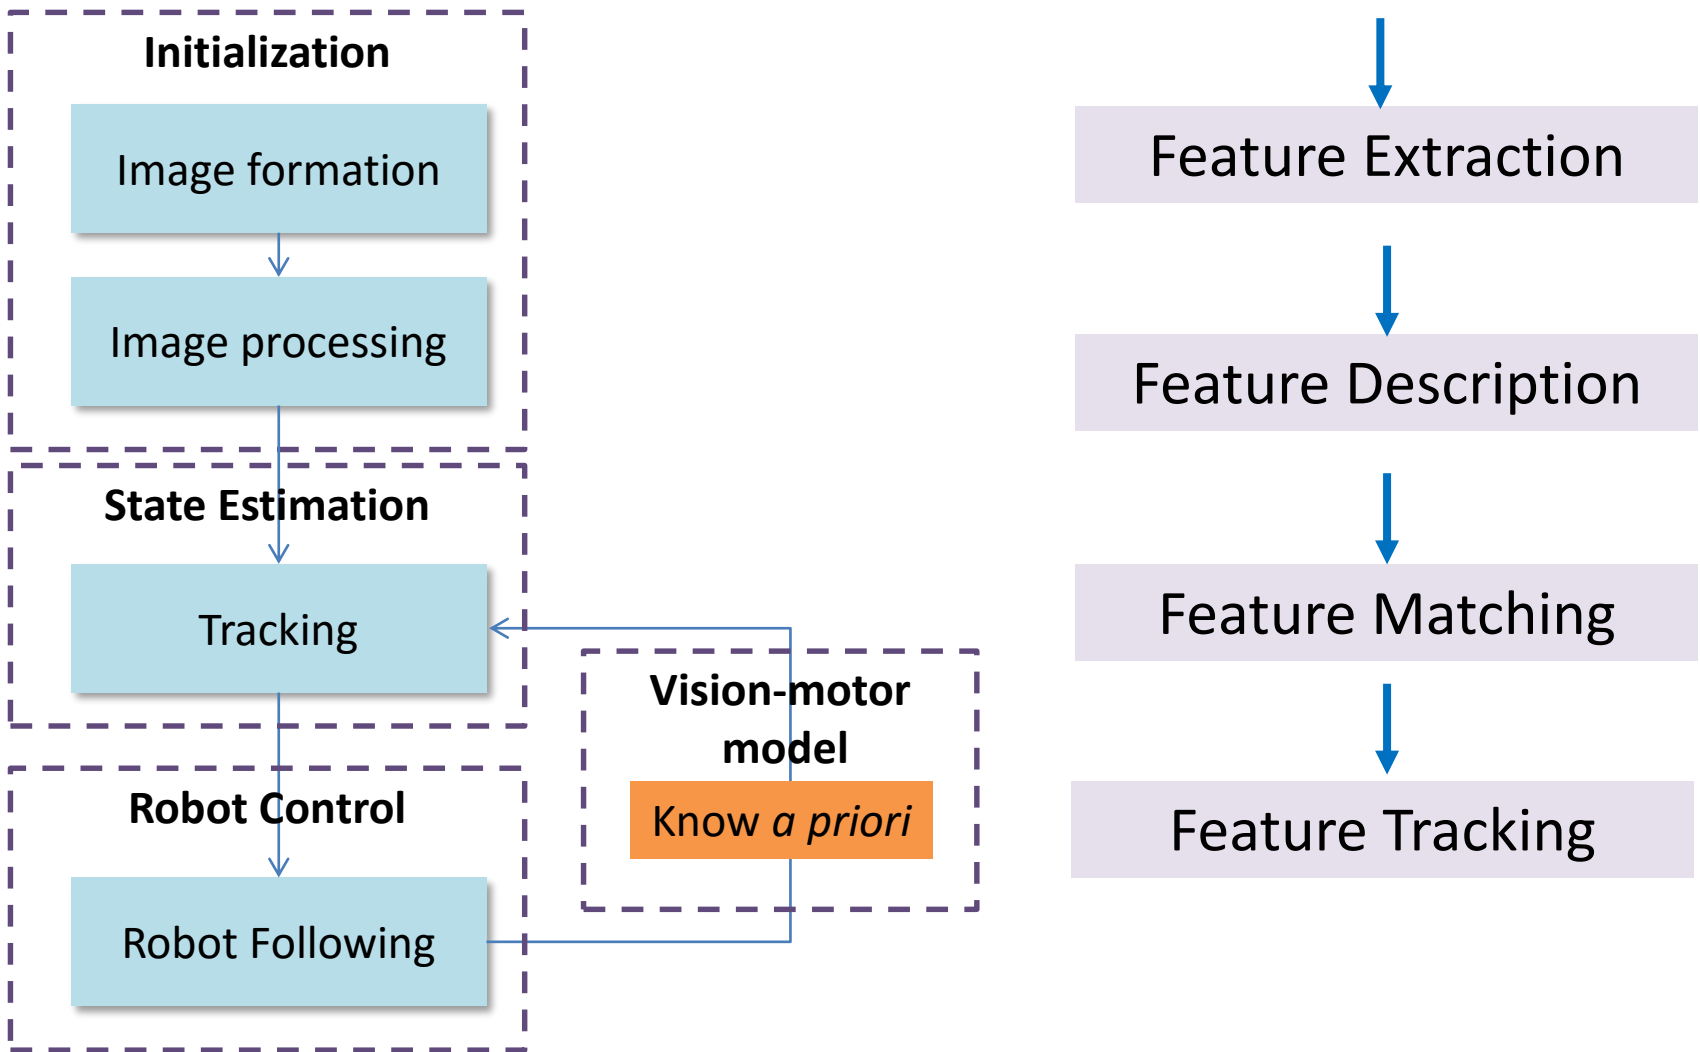 Initialization
Image formation
Image processing
State Estimation
Tracking
Robot Control
Robot Following
Vision-motor
model
Know a priori
Feature Extraction
Feature Description
Feature Matching
Feature Tracking